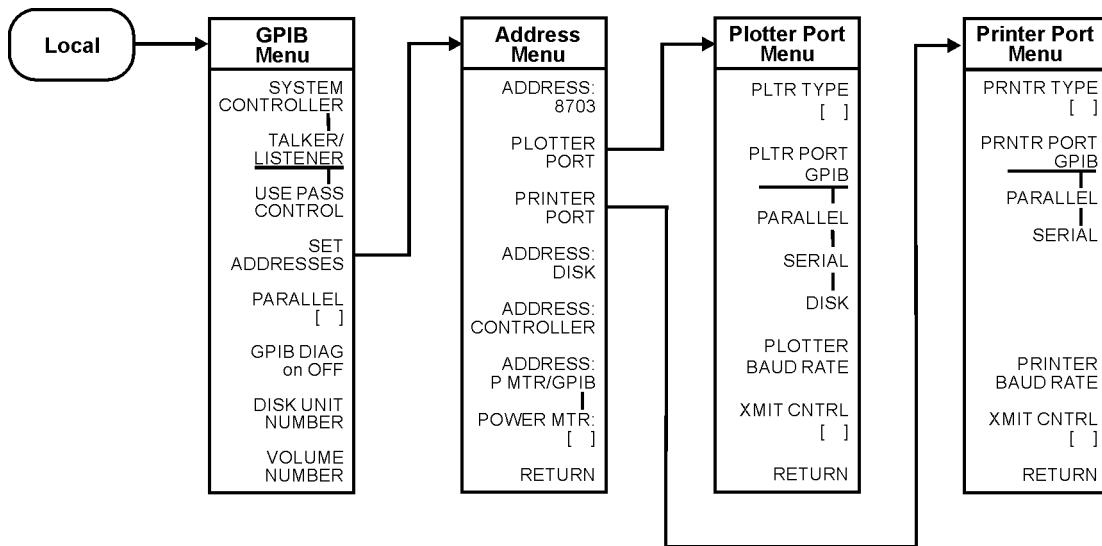 Local
GPIB
Menu
SYSTEM
CONTROLLER
TALKER/
LISTENER
USE PASS
CONTROL
SET
ADDRESSES
PARALLEL
[ ]
GPIB DIAG
on OFF
DISK UNIT
NUMBER
VOLUME
NUMBER
Address
Menu
ADDRESS:
8703
PLOTTER
PORT
PRINTER
PORT
ADDRESS:
DISK
ADDRESS:
CONTROLLER
ADDRESS:
P MTR/GPIB
POWER MTR:
[ ]
RETURN
Plotter Port
Menu
PLTR TYPE
[ ]
PLTR PORT
GPIB
PARALLEL
SERIAL
DISK
PLOTTER
BAUD RATE
XMIT CNTRL
[ ]
RETURN
Printer Port
Menu
PRNTR TYPE
[ ]
PRNTR PORT
GPIB
PARALLEL
SERIAL
PRINTER
BAUD RATE
XMIT CNTRL
[ ]
RETURN